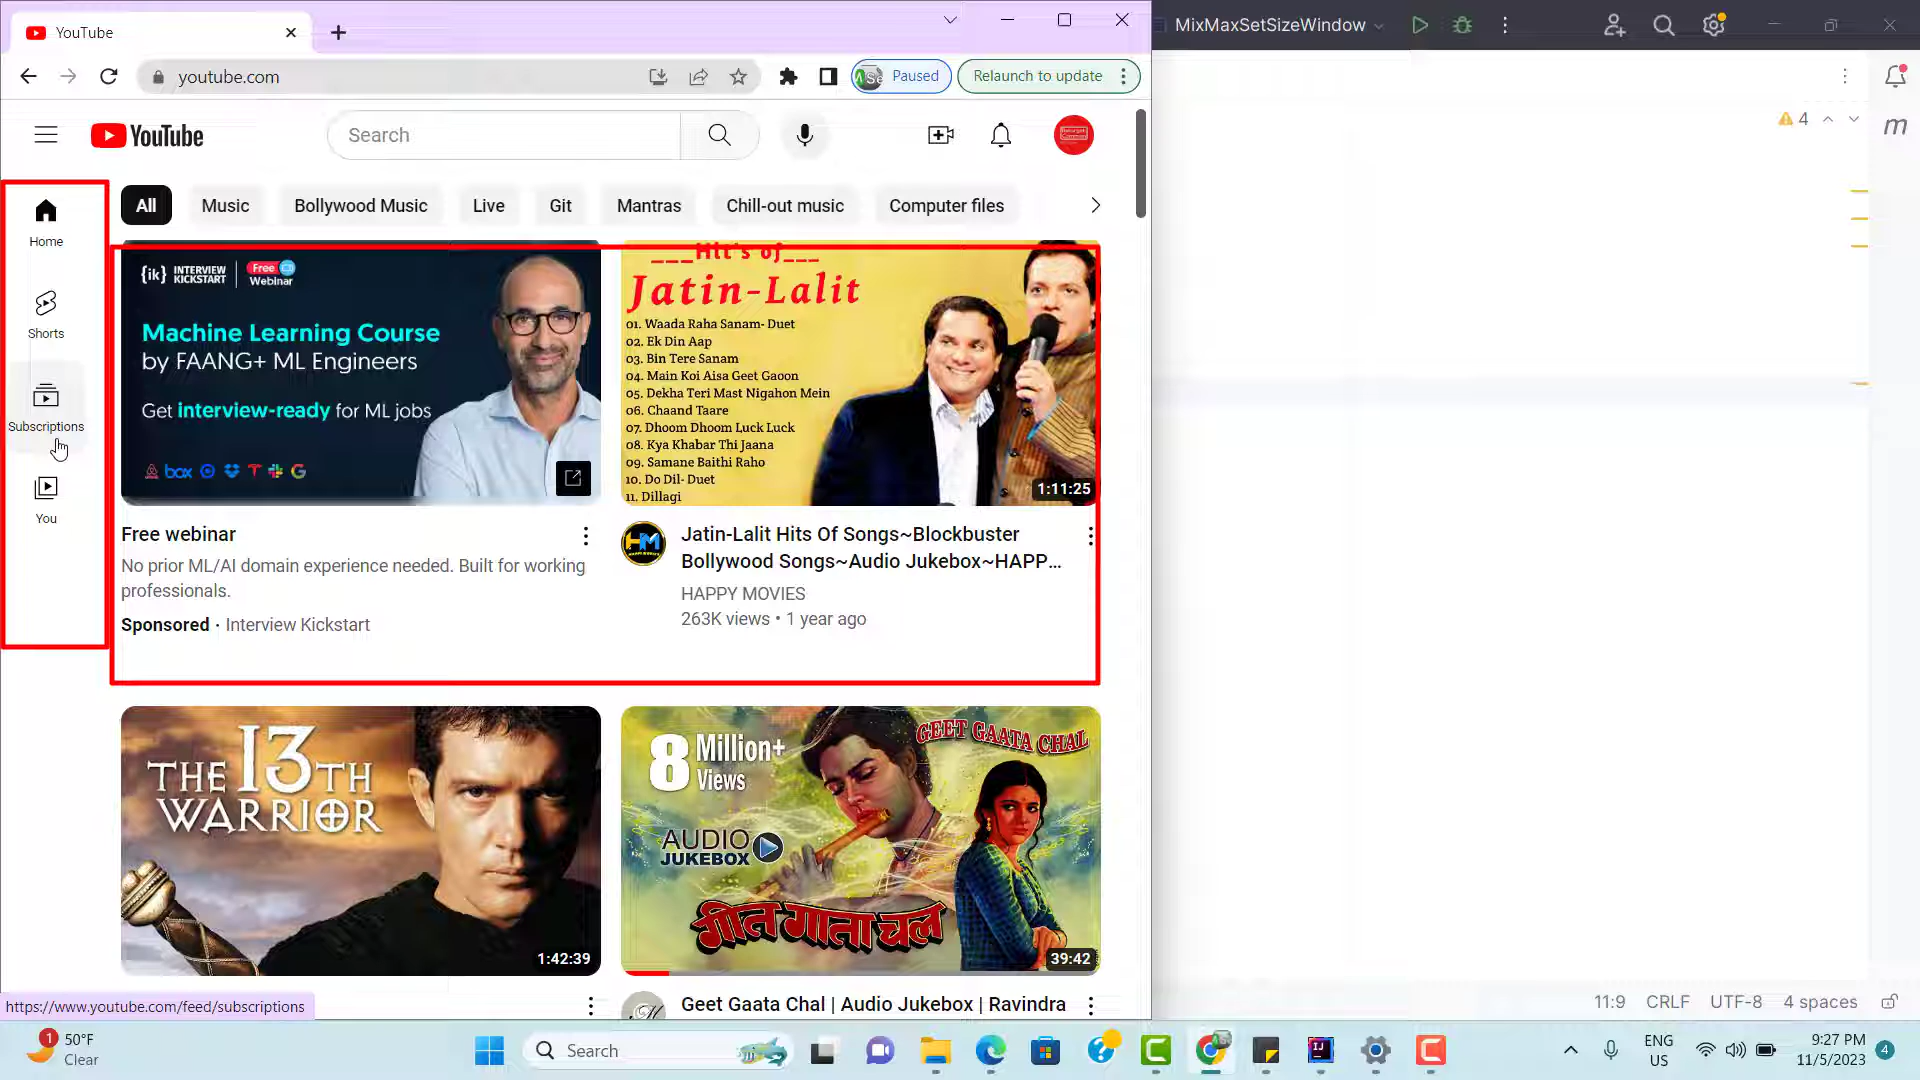 YouTube
MixMaxSetSizeWindow
youtube.com
Paused
Relaunch to update
YouTube
Search
4
m
All
Music
Bollywood Music
Live
Git
Mantras
Chill-out music
Computer files
Home
Shorts
Subscriptions
You
{ik} INTERVIEW KICKSTART
Free
Webinar
Machine Learning Course
by FAANG+ ML Engineers
Get interview-ready for ML jobs
box
___Hit's of___
Jatin-Lalit
01. Waada Raha Sanam- Duet
02. Ek Din Aap
03. Bin Tere Sanam
04. Main Koi Aisa Geet Gaoon
05. Dekha Teri Mast Nigahon Mein
06. Chaand Taare
07. Dhoom Dhoom Luck Luck
08. Kya Khabar Thi Jaana
09. Samane Baithi Raho
10. Do Dil- Duet
11. Dillagi
1:11:25
Free webinar
No prior ML/AI domain experience needed. Built for working
professionals.
Sponsored · Interview Kickstart
HM
Jatin-Lalit Hits Of Songs~Blockbuster
Bollywood Songs~Audio Jukebox~HAPP...
HAPPY MOVIES
263K views • 1 year ago
THE 13TH
WARRIOR
1:42:39
8 Million+
Views
GEET GAATA CHAL
AUDIO
JUKEBOX
गीत गाता चल
39:42
Geet Gaata Chal | Audio Jukebox | Ravindra
https://www.youtube.com/feed/subscriptions
11:9
CRLF
UTF-8
4 spaces
1
50°F
Clear
Search
ENG
US
9:27 PM
11/5/2023
4